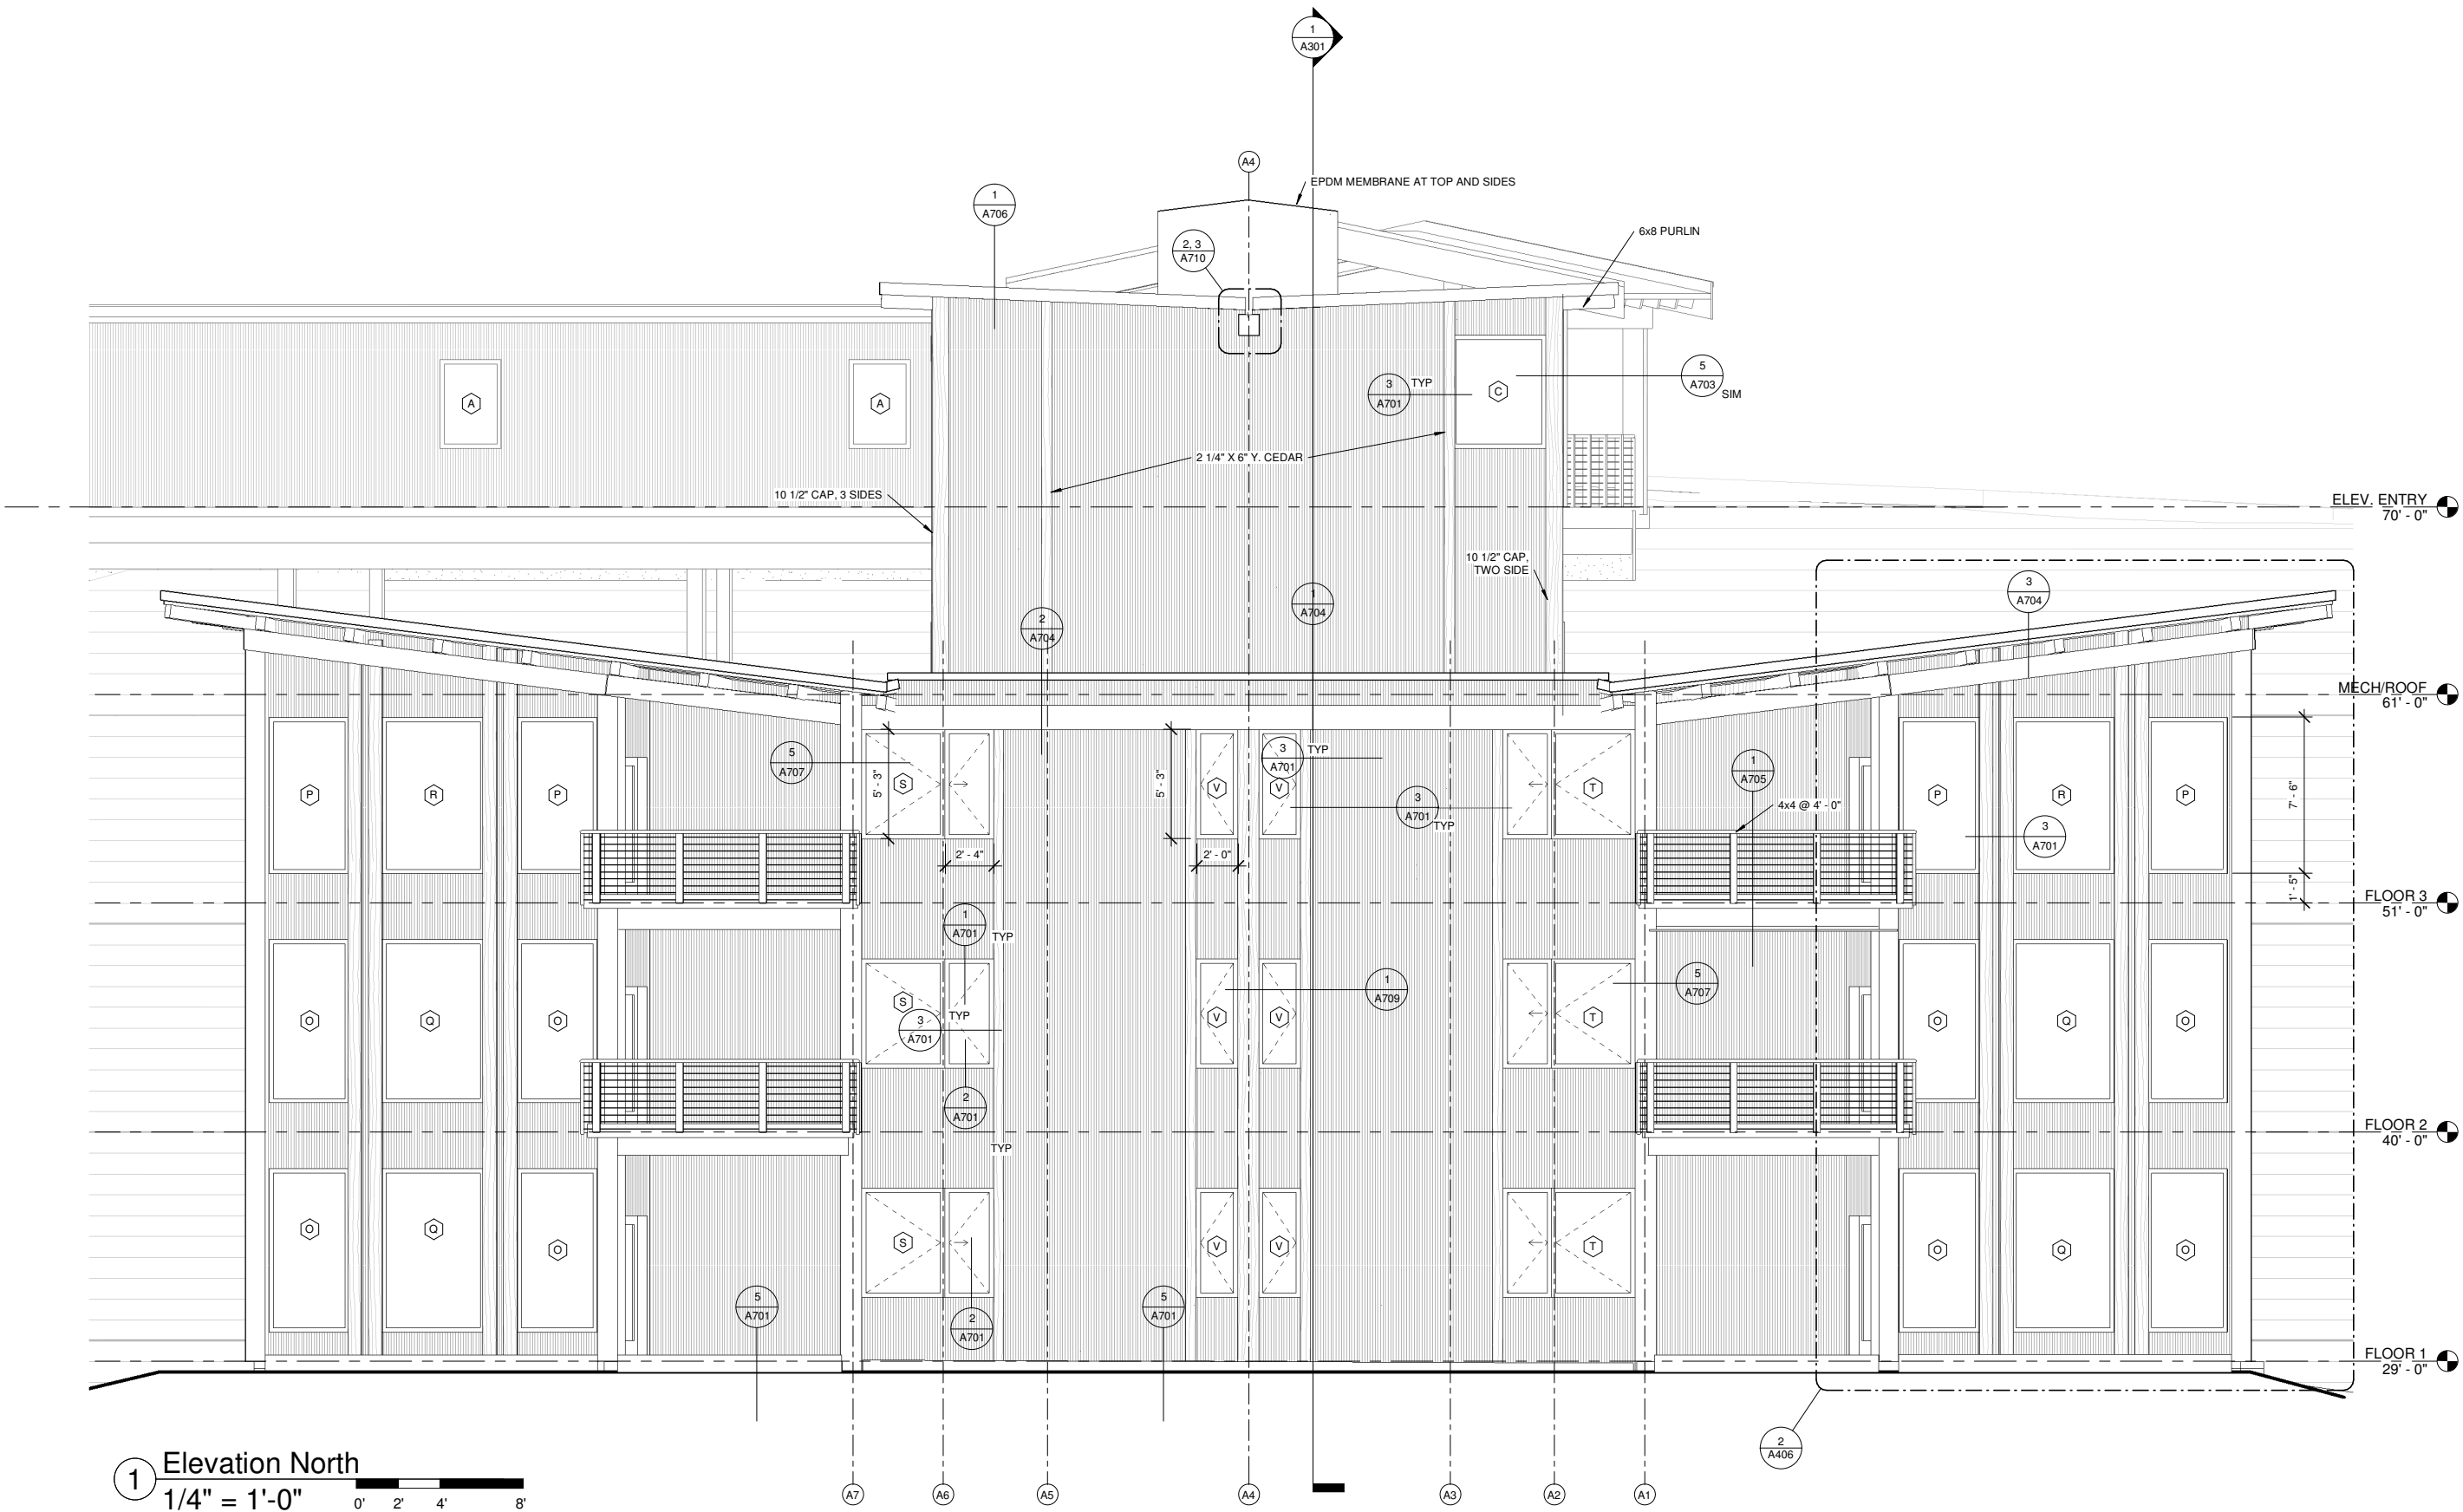 1
A301
A4
EPDM MEMBRANE AT TOP AND SIDES
1
A706
6x8 PURLIN
2, 3
A710
5
A703
SIM
3
A701
TYP
C
A
A
2 1/4" X 6" Y. CEDAR
10 1/2" CAP, 3 SIDES
ELEV. ENTRY
70' - 0"
10 1/2" CAP,
TWO SIDE
3
A704
1
A704
2
A704
MECH/ROOF
61' - 0"
5
A707
5' - 3"
5' - 3"
3
A701
TYP
1
A705
4x4 @ 4' - 0"
7' - 6"
P
R
P
S
V
V
T
P
R
P
3
A701
TYP
3
A701
2' - 4"
2' - 0"
1' - 5"
FLOOR 3
51' - 0"
1
A701
TYP
5
A707
1
A709
O
Q
O
S
V
V
T
O
Q
O
3
A701
TYP
2
A701
FLOOR 2
40' - 0"
TYP
O
Q
O
S
V
V
T
O
Q
O
5
A701
2
A701
5
A701
FLOOR 1
29' - 0"
2
A406
1
Elevation North
1/4" = 1'-0"
0' 2' 4' 8'
A7
A6
A5
A4
A3
A2
A1